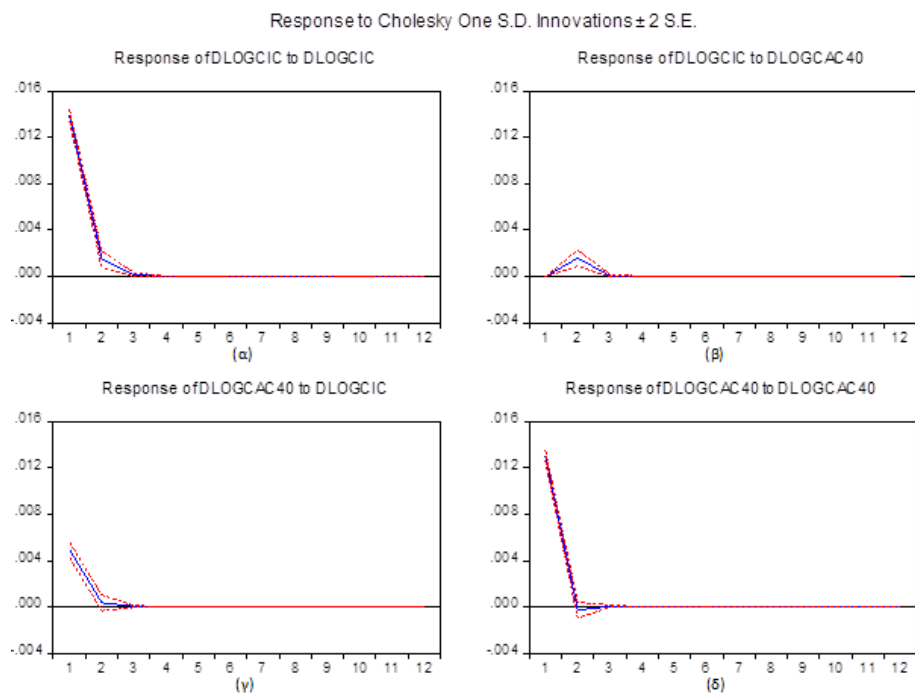 Response to Cholesky One S.D. Innovations ± 2 S.E.
Response of DLOGCIC to DLOGCIC
.016
.012
.008
.004
.000
-.004
1 2 3 4 5 6 7 8 9 10 11 12
(α)
Response of DLOGCIC to DLOGCAC40
.016
.012
.008
.004
.000
-.004
1 2 3 4 5 6 7 8 9 10 11 12
(β)
Response of DLOGCAC40 to DLOGCIC
.016
.012
.008
.004
.000
-.004
1 2 3 4 5 6 7 8 9 10 11 12
(γ)
Response of DLOGCAC40 to DLOGCAC40
.016
.012
.008
.004
.000
-.004
1 2 3 4 5 6 7 8 9 10 11 12
(δ)